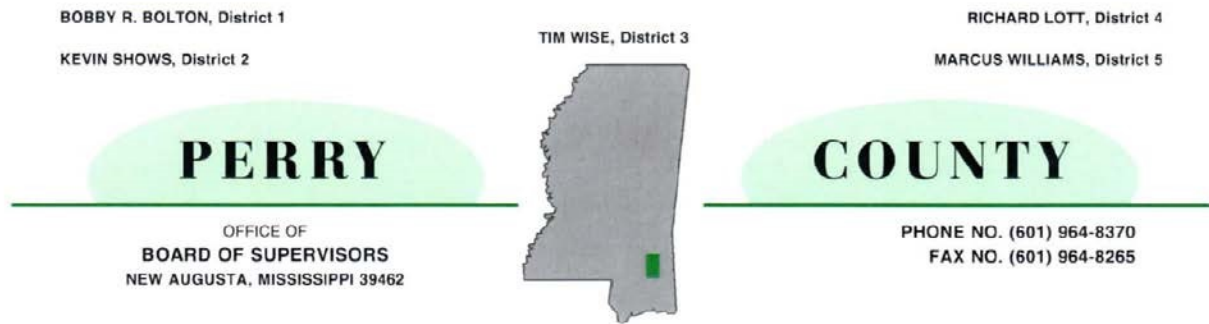 BOBBY R. BOLTON, District 1
KEVIN SHOWS, District 2
TIM WISE, District 3
RICHARD LOTT, District 4
MARCUS WILLIAMS, District 5
PERRY COUNTY
OFFICE OF
BOARD OF SUPERVISORS
NEW AUGUSTA, MISSISSIPPI 39462
PHONE NO. (601) 964-8370
FAX NO. (601) 964-8265